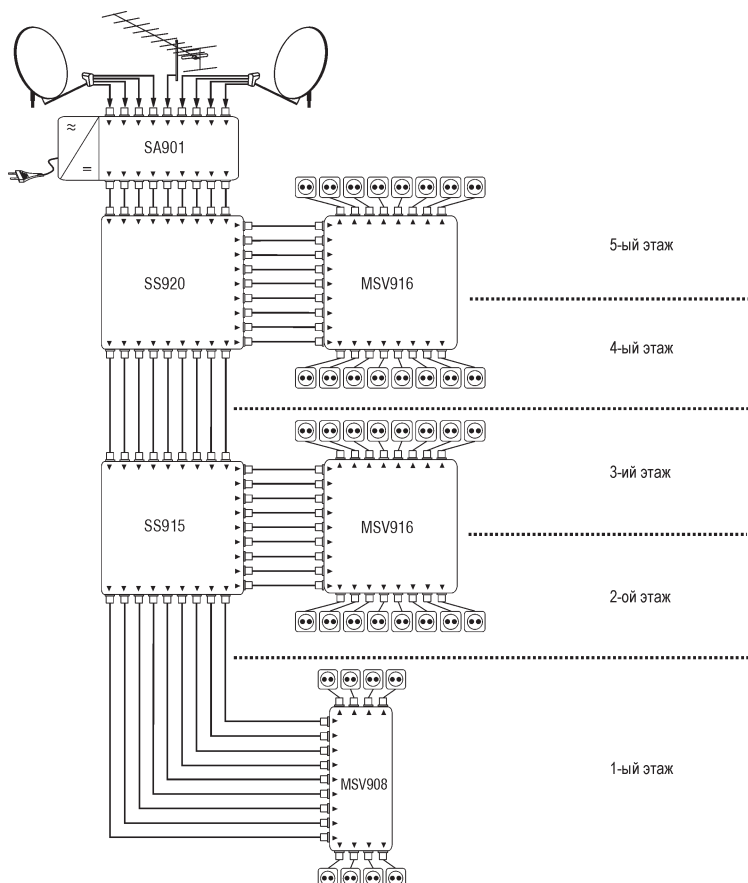 SA901
SS920
MSV916
5-ый этаж
4-ый этаж
SS915
MSV916
3-ий этаж
2-ой этаж
MSV908
1-ый этаж